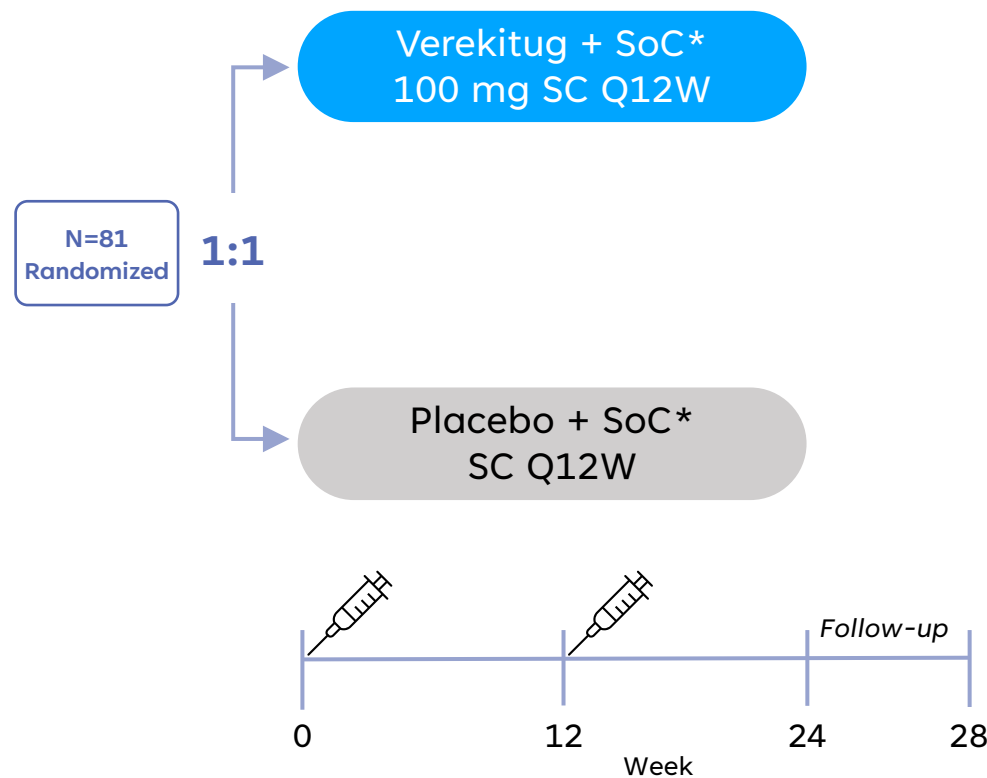 Verekitug + SoC*
100 mg SC Q12W
N=81
Randomized
1:1
Placebo + SoC*
SC Q12W
Follow-up
0
12
24
28
Week